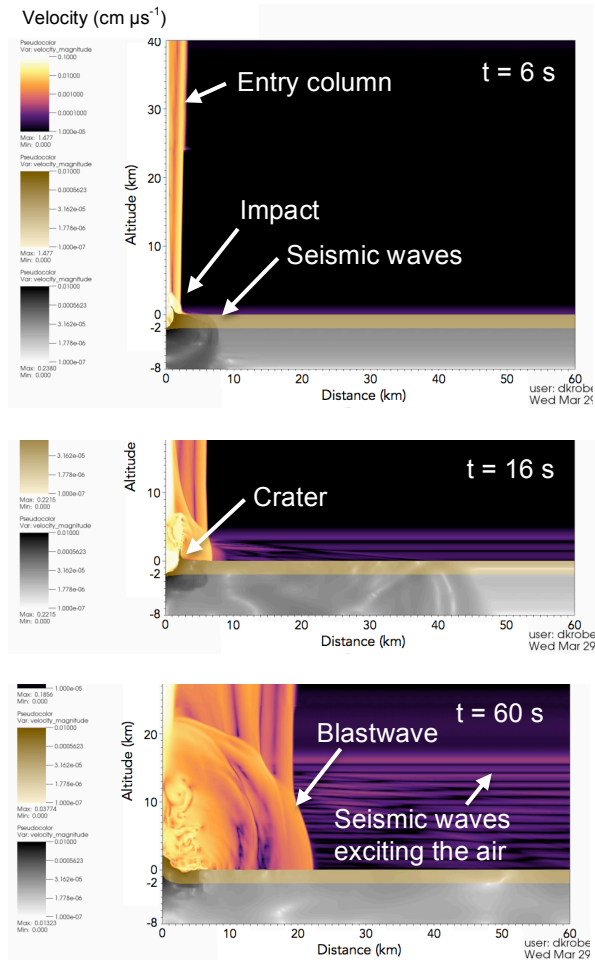 Velocity (cm µs⁻¹)
Pseudocolor
Var: velocity_magnitude
0.1000
0.01000
0.001000
0.0001000
1.000e-05
Max: 1.477
Min: 0.000
Pseudocolor
Var: velocity_magnitude
0.01000
0.0005623
3.162e-05
1.778e-06
1.000e-07
Max: 1.477
Min: 0.000
Pseudocolor
Var: velocity_magnitude
0.01000
0.0005623
3.162e-05
1.778e-06
1.000e-07
Max: 0.2380
Min: 0.000
Altitude (km)
40
30
20
10
0
-2
-8
t = 6 s
Entry column
Impact
Seismic waves
0 10 20 30 40 50 60
Distance (km)
user: dkrobe
Wed Mar 29
3.162e-05
1.778e-06
1.000e-07
Max: 0.2215
Min: 0.000
Pseudocolor
Var: velocity_magnitude
0.01000
0.0005623
3.162e-05
1.778e-06
1.000e-07
Max: 0.2215
Min: 0.000
Altitude
10
0
-2
-8
t = 16 s
Crater
0 10 20 30 40 50 60
Distance (km)
user: dkrobe
Wed Mar 29
1.000e-05
Max: 0.1856
Min: 0.000
Pseudocolor
Var: velocity_magnitude
0.01000
0.0005623
3.162e-05
1.778e-06
1.000e-07
Max: 0.03774
Min: 0.000
Pseudocolor
Var: velocity_magnitude
0.01000
0.0005623
3.162e-05
1.778e-06
1.000e-07
Max: 0.01323
Min: 0.000
Altitude (km)
20
10
0
-2
-8
t = 60 s
Blastwave
Seismic waves
exciting the air
0 10 20 30 40 50 60
Distance (km)
user: dkrobe
Wed Mar 29